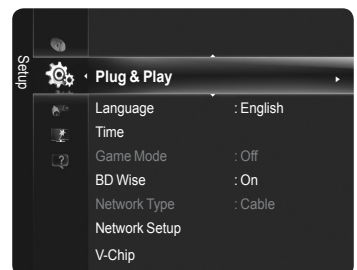 Setup
Plug & Play
Language : English
Time
Game Mode : Off
BD Wise : On
Network Type : Cable
Network Setup
V-Chip